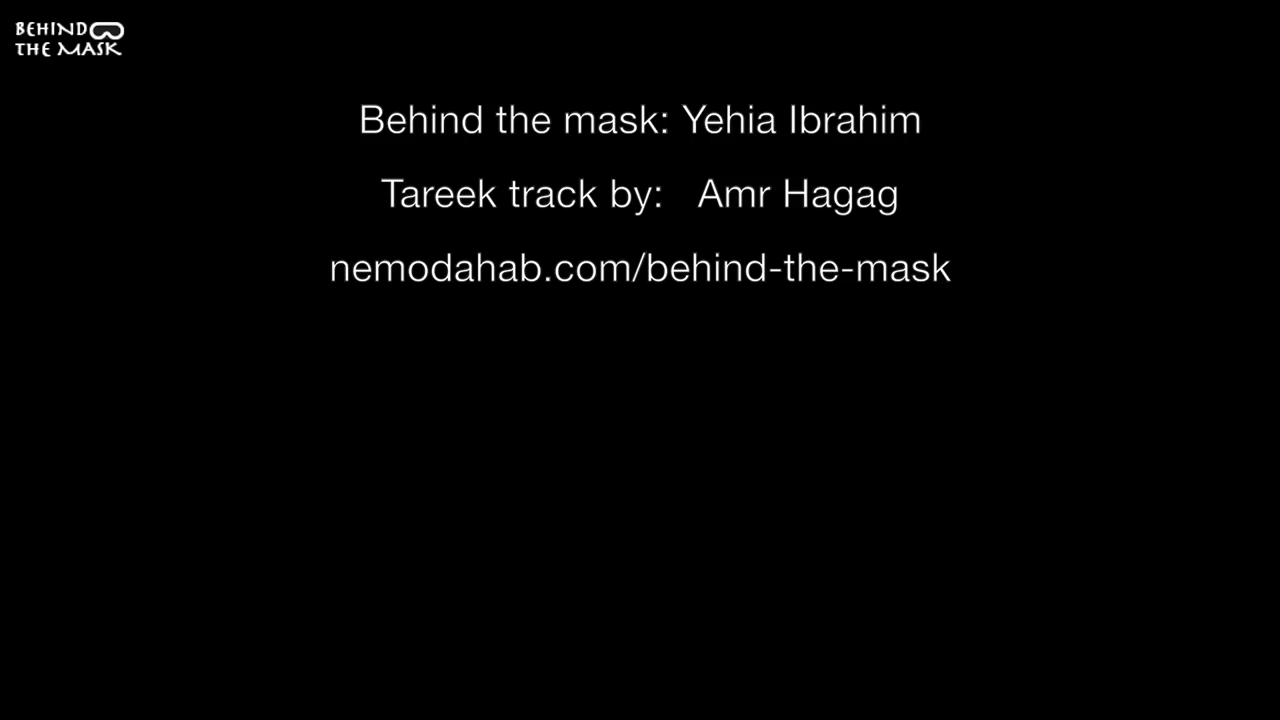 BEHIND
THE MASK
Behind the mask: Yehia Ibrahim
Tareek track by: Amr Hagag
nemodahab.com/behind-the-mask